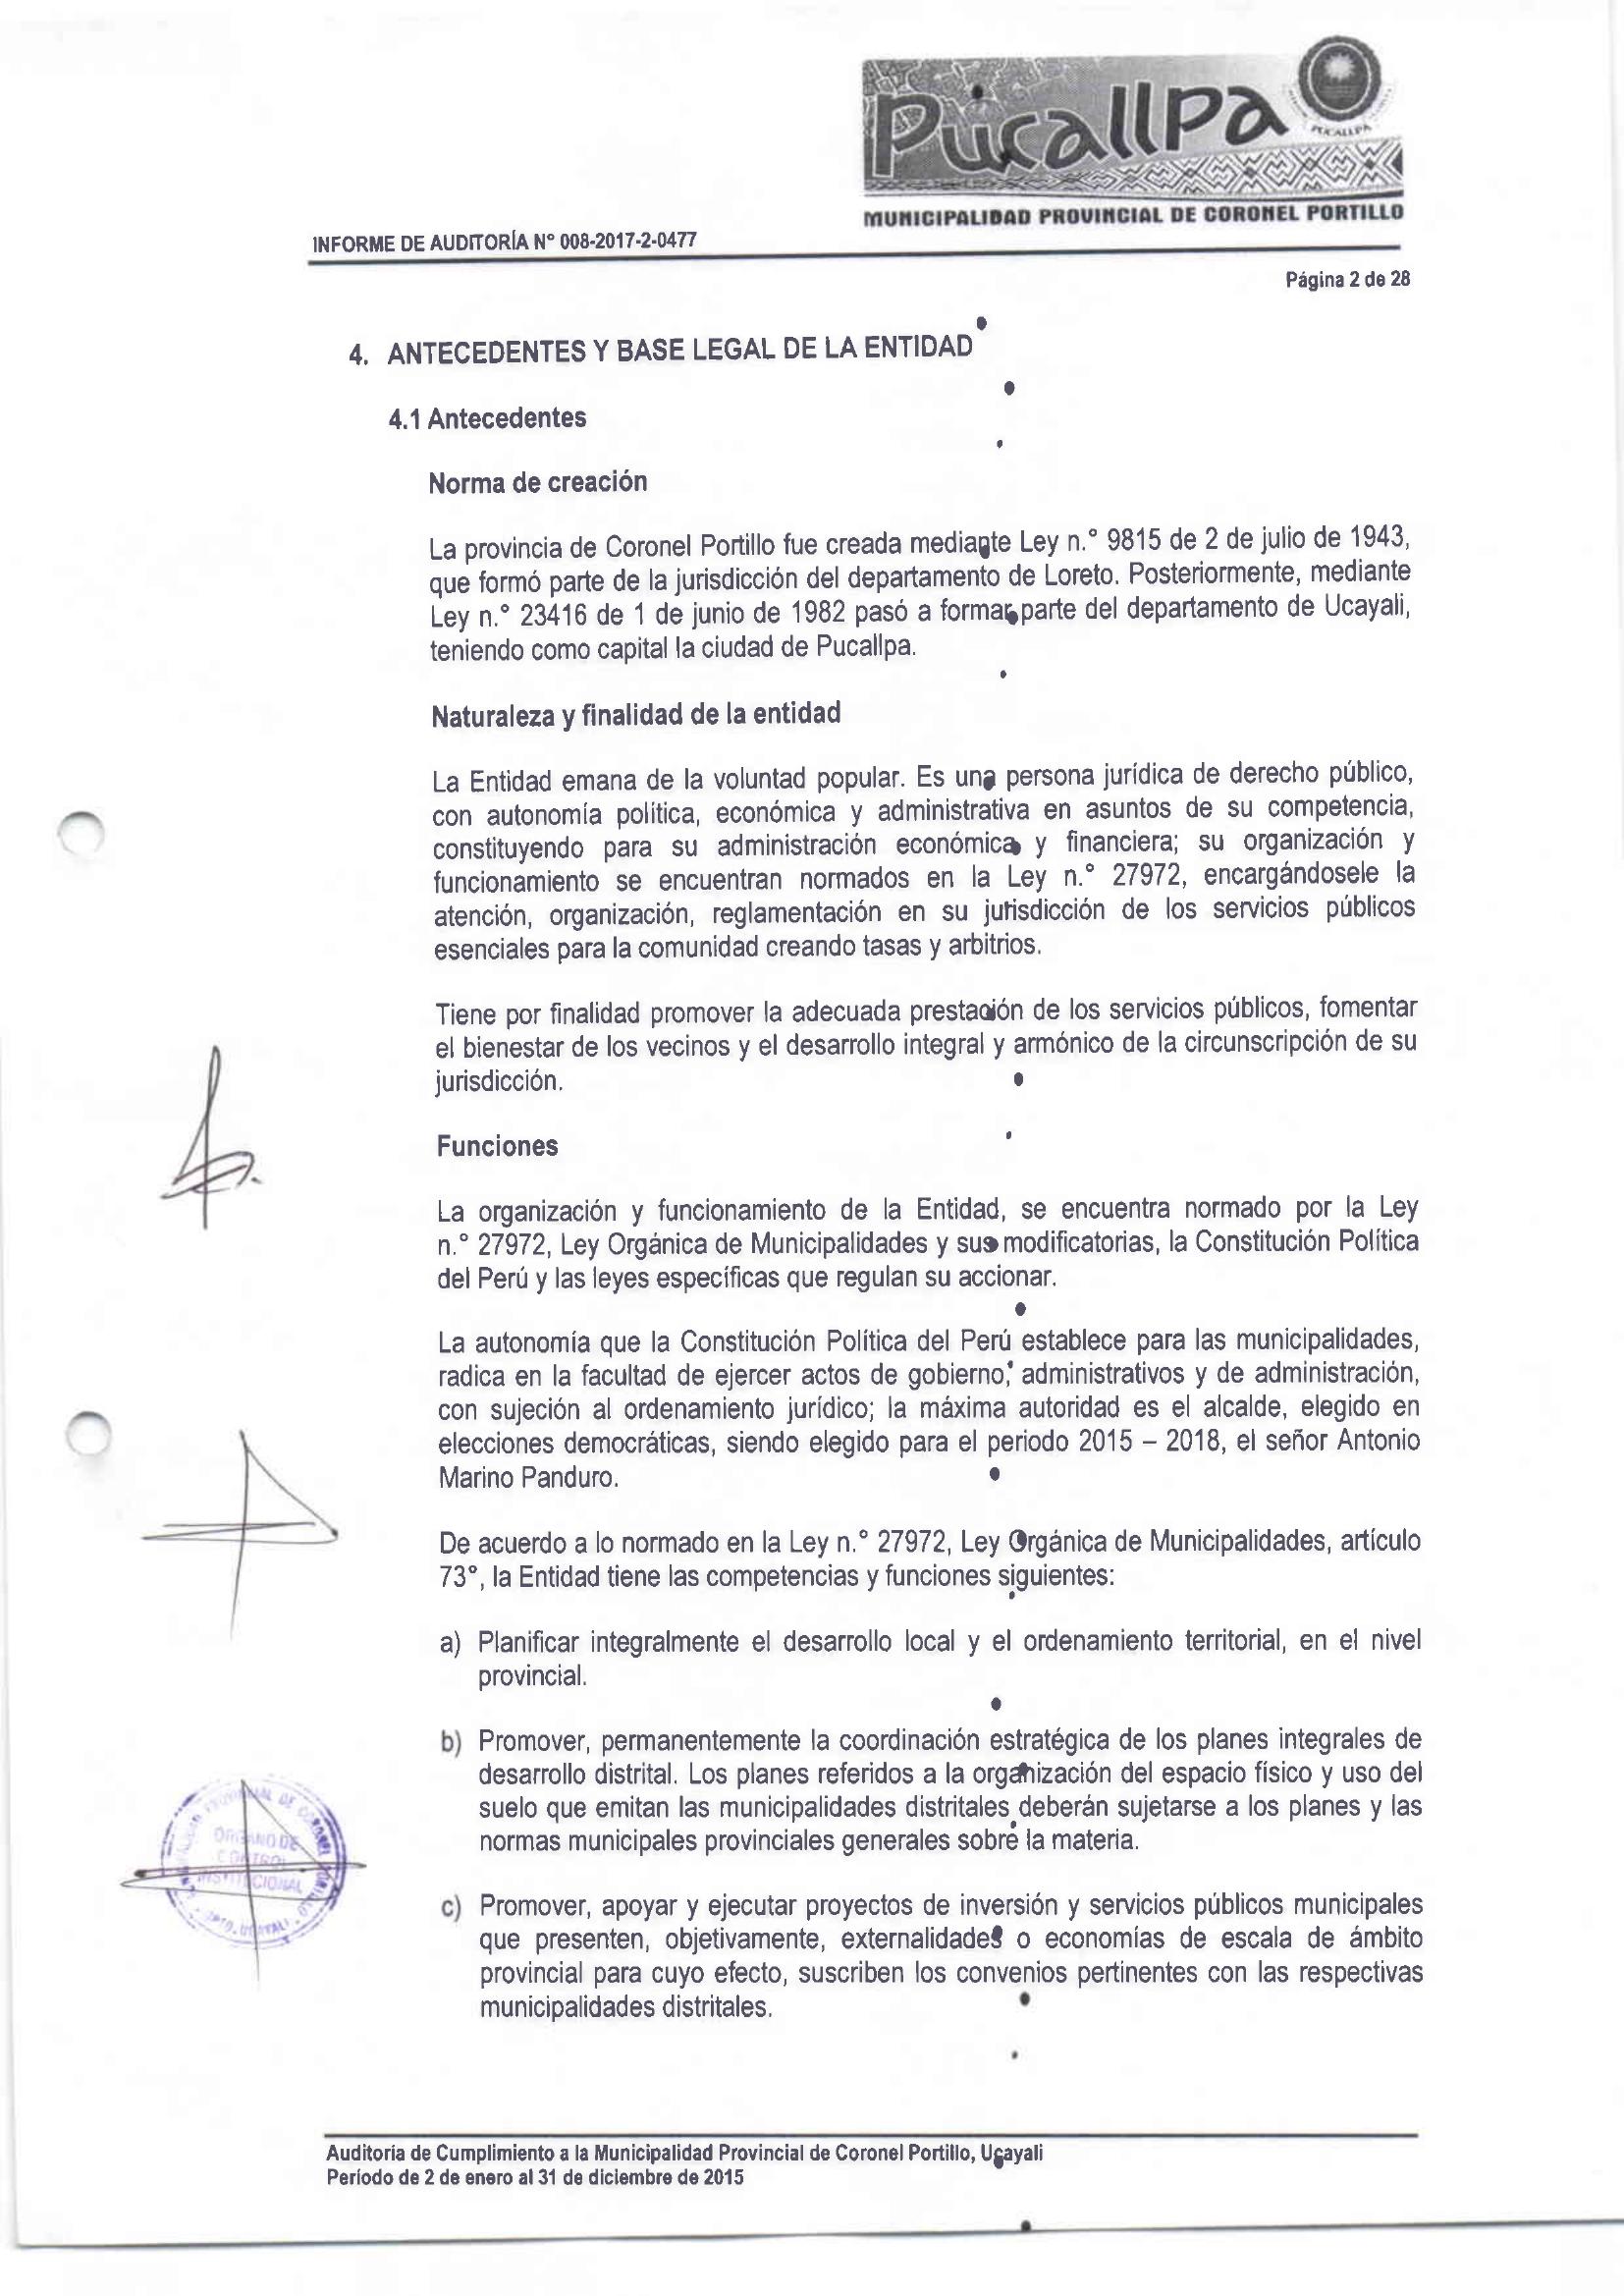 Pucallpa
PUCALLPA
MUNICIPALIDAD PROVINCIAL DE CORONEL PORTILLO
INFORME DE AUDITORÍA N° 008-2017-2-0477
Página 2 de 28
4. ANTECEDENTES Y BASE LEGAL DE LA ENTIDAD
4.1 Antecedentes
Norma de creación
La provincia de Coronel Portillo fue creada mediante Ley n.° 9815 de 2 de julio de 1943,
que formó parte de la jurisdicción del departamento de Loreto. Posteriormente, mediante
Ley n.° 23416 de 1 de junio de 1982 pasó a formar parte del departamento de Ucayali,
teniendo como capital la ciudad de Pucallpa.
Naturaleza y finalidad de la entidad
La Entidad emana de la voluntad popular. Es una persona jurídica de derecho público,
con autonomía política, económica y administrativa en asuntos de su competencia,
constituyendo para su administración económica y financiera; su organización y
funcionamiento se encuentran normados en la Ley n.° 27972, encargándosele la
atención, organización, reglamentación en su jurisdicción de los servicios públicos
esenciales para la comunidad creando tasas y arbitrios.
Tiene por finalidad promover la adecuada prestación de los servicios públicos, fomentar
el bienestar de los vecinos y el desarrollo integral y armónico de la circunscripción de su
jurisdicción.
Funciones
La organización y funcionamiento de la Entidad, se encuentra normado por la Ley
n.° 27972, Ley Orgánica de Municipalidades y sus modificatorias, la Constitución Política
del Perú y las leyes específicas que regulan su accionar.
La autonomía que la Constitución Política del Perú establece para las municipalidades,
radica en la facultad de ejercer actos de gobierno, administrativos y de administración,
con sujeción al ordenamiento jurídico; la máxima autoridad es el alcalde, elegido en
elecciones democráticas, siendo elegido para el periodo 2015 – 2018, el señor Antonio
Marino Panduro.
De acuerdo a lo normado en la Ley n.° 27972, Ley Orgánica de Municipalidades, artículo
73°, la Entidad tiene las competencias y funciones siguientes:
a) Planificar integralmente el desarrollo local y el ordenamiento territorial, en el nivel
provincial.
b) Promover, permanentemente la coordinación estratégica de los planes integrales de
desarrollo distrital. Los planes referidos a la organización del espacio físico y uso del
suelo que emitan las municipalidades distritales deberán sujetarse a los planes y las
normas municipales provinciales generales sobre la materia.
c) Promover, apoyar y ejecutar proyectos de inversión y servicios públicos municipales
que presenten, objetivamente, externalidades o economías de escala de ámbito
provincial para cuyo efecto, suscriben los convenios pertinentes con las respectivas
municipalidades distritales.
ORGANO DE
CONTROL
INSTITUCIONAL
Auditoría de Cumplimiento a la Municipalidad Provincial de Coronel Portillo, Ucayali
Período de 2 de enero al 31 de diciembre de 2015